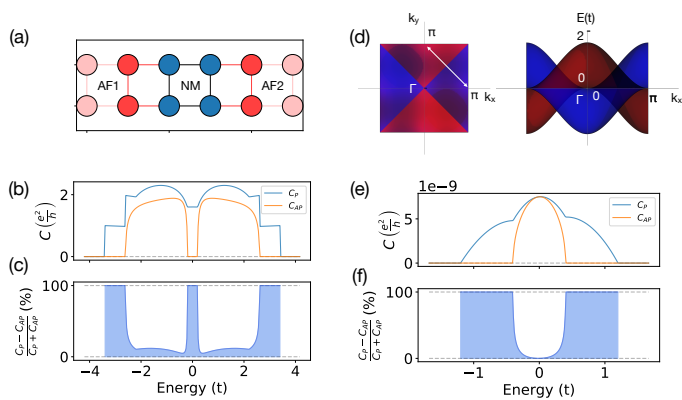 (a)
AF1 NM AF2
(b)
C (e²/h)
2
0
C_P
C_AP
(c)
(C_P − C_AP)/(C_P + C_AP) (%)
100
0
−4 −2 0 2 4
Energy (t)
(d)
k_y
π
Γ
π
k_x
E(t)
2
0
Γ 0 π
k_x
(e)
1e-9
C (e²/ħ)
5
0
C_P
C_AP
(f)
(C_P − C_AP)/(C_P + C_AP) (%)
100
0
−1 0 1
Energy (t)